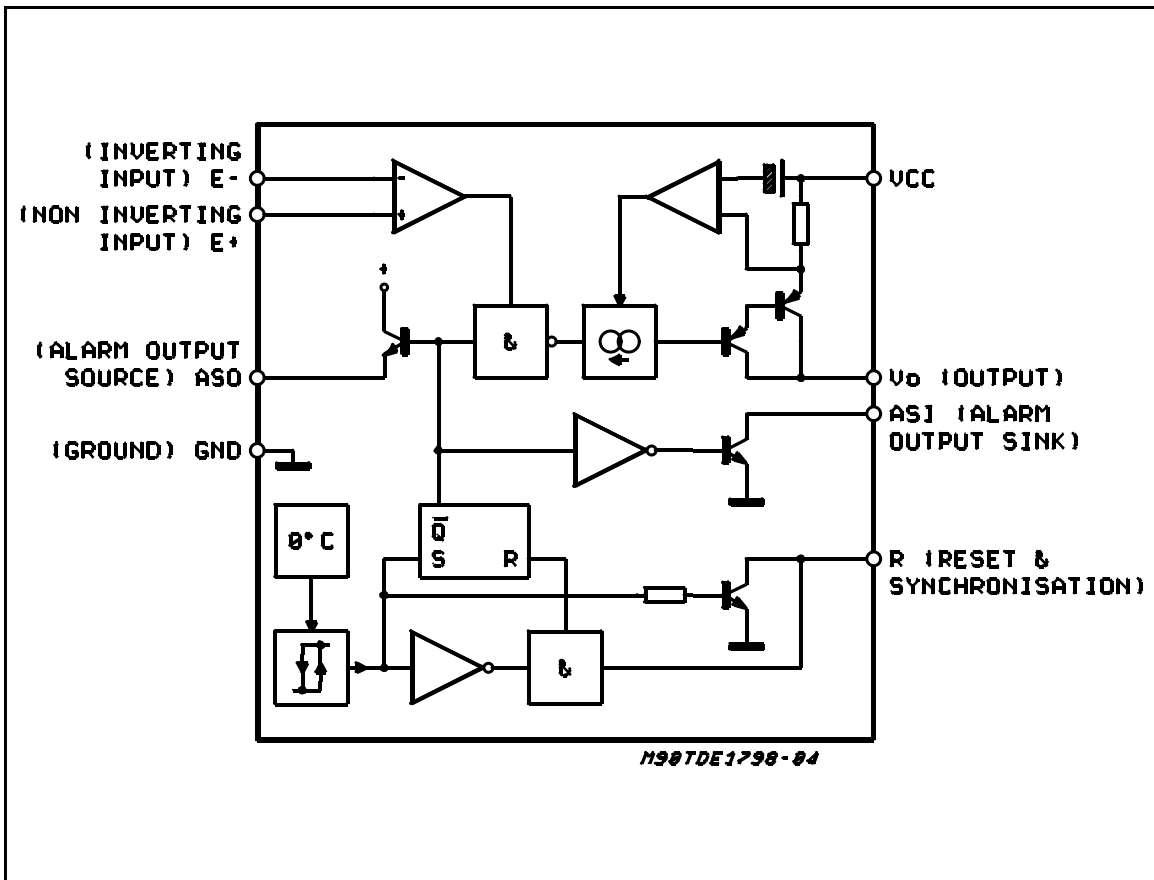 (INVERTING
INPUT) E-
(NON INVERTING
INPUT) E+
-
+
VCC
+
(ALARM OUTPUT
SOURCE) ASO
&
Vo (OUTPUT)
ASI (ALARM
OUTPUT SINK)
(GROUND) GND
0°C
Q̅
S R
R (RESET &
SYNCHRONISATION)
&
M90TDE1798-04